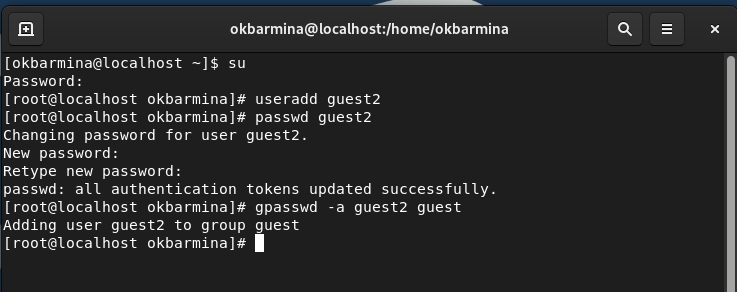 okbarmina@localhost:/home/okbarmina
[okbarmina@localhost ~]$ su
Password:
[root@localhost okbarmina]# useradd guest2
[root@localhost okbarmina]# passwd guest2
Changing password for user guest2.
New password:
Retype new password:
passwd: all authentication tokens updated successfully.
[root@localhost okbarmina]# gpasswd -a guest2 guest
Adding user guest2 to group guest
[root@localhost okbarmina]#